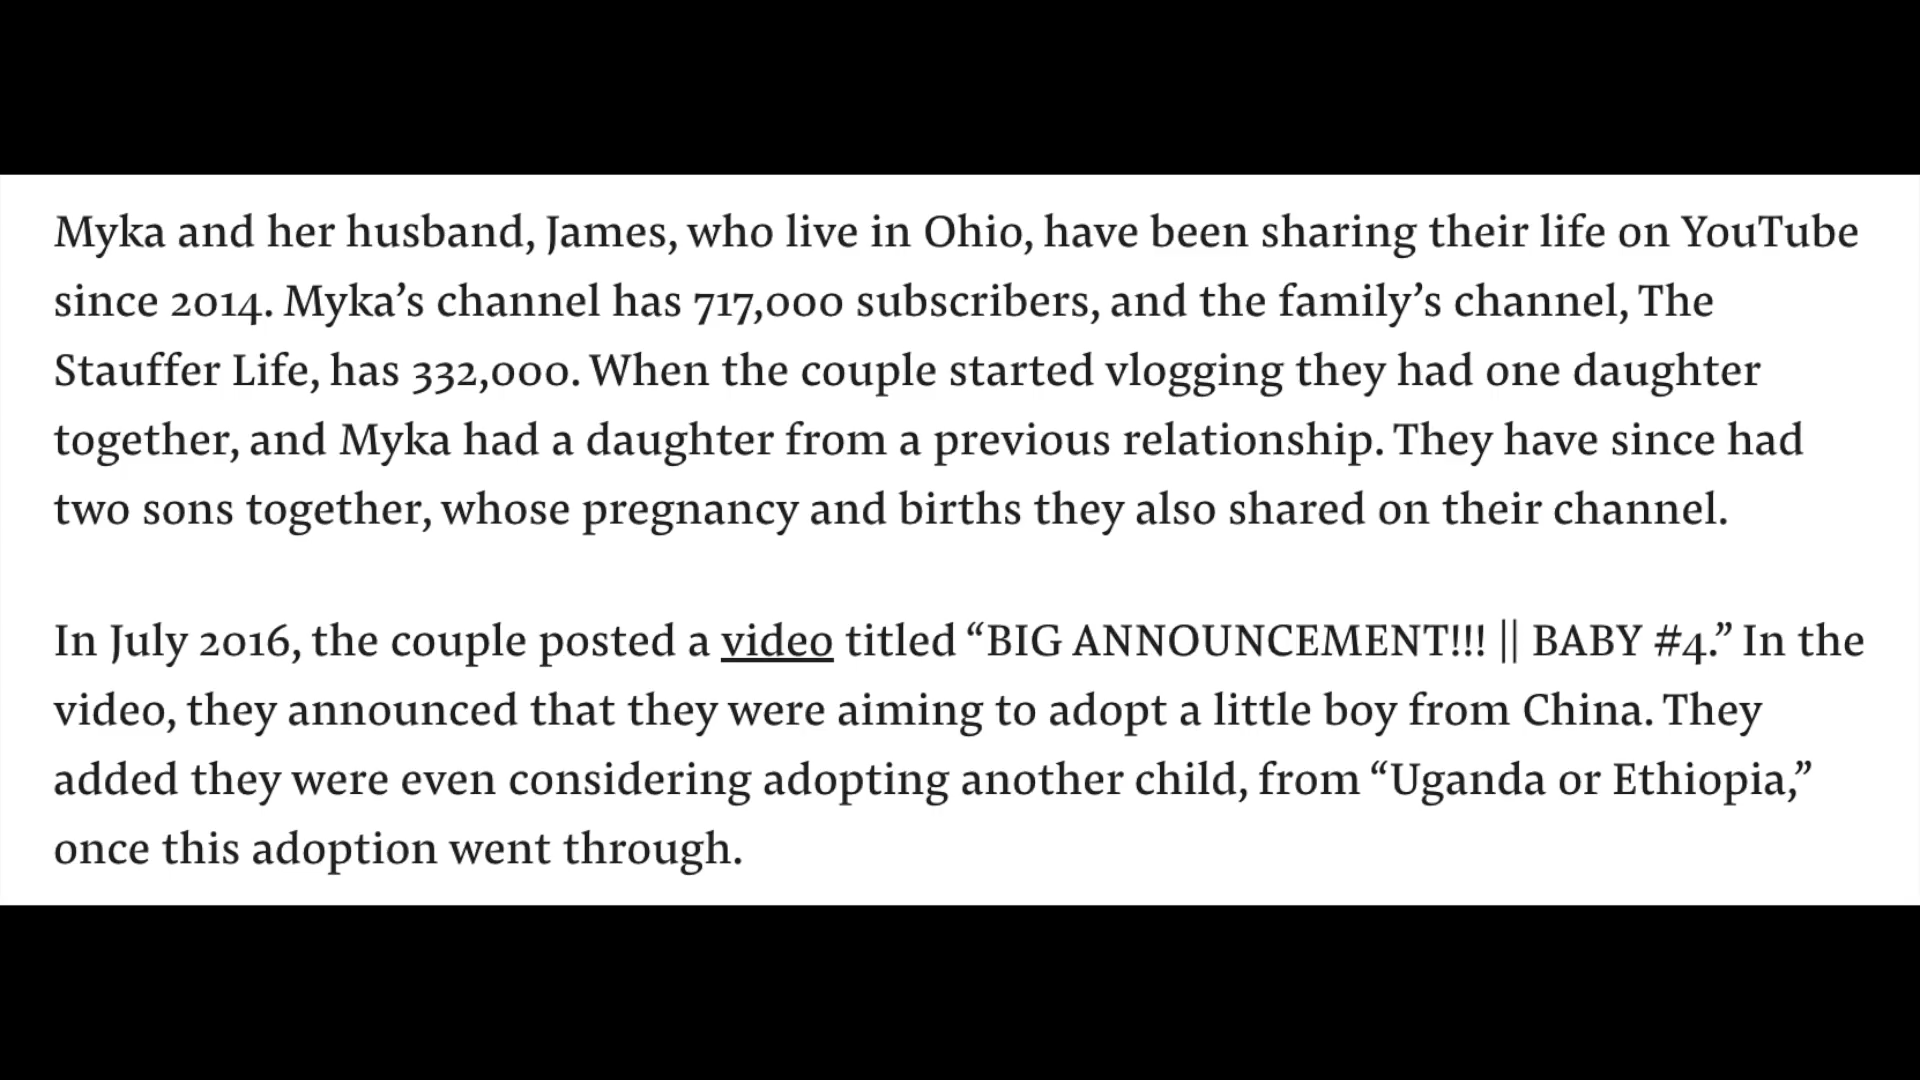 Myka and her husband, James, who live in Ohio, have been sharing their life on YouTube
since 2014. Myka’s channel has 717,000 subscribers, and the family’s channel, The
Stauffer Life, has 332,000. When the couple started vlogging they had one daughter
together, and Myka had a daughter from a previous relationship. They have since had
two sons together, whose pregnancy and births they also shared on their channel.
In July 2016, the couple posted a video titled “BIG ANNOUNCEMENT!!! || BABY #4.” In the
video, they announced that they were aiming to adopt a little boy from China. They
added they were even considering adopting another child, from “Uganda or Ethiopia,”
once this adoption went through.